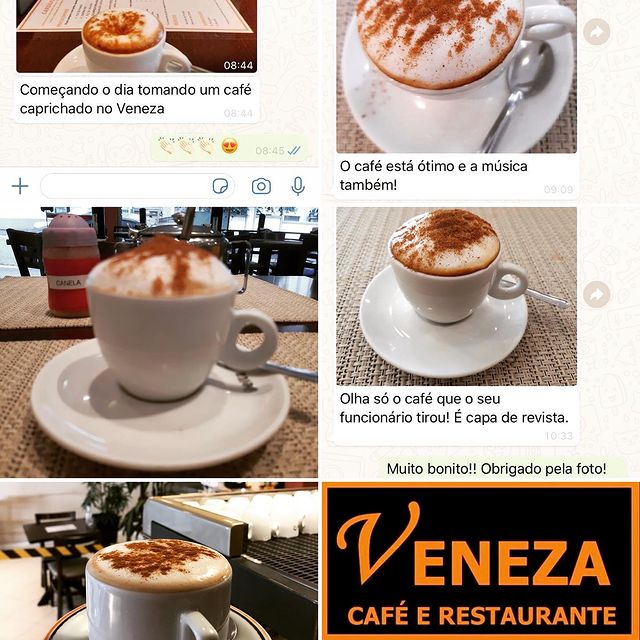 08:44
Começando o dia tomando um café
caprichado no Veneza
08:44
👏🏻👏🏻👏🏻 😍
08:45
O café está ótimo e a música
também!
09:09
CANELA
Olha só o café que o seu
funcionário tirou! É capa de revista.
10:33
Muito bonito!! Obrigado pela foto!
VENEZA
CAFÉ E RESTAURANTE